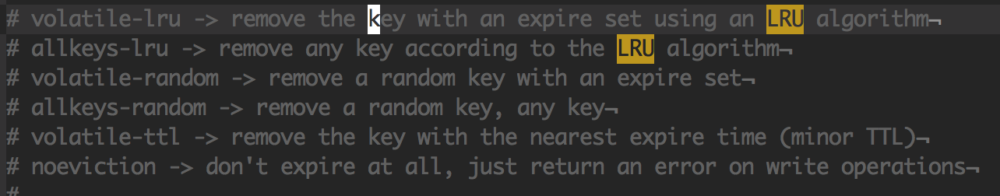 # volatile-lru -> remove the key with an expire set using an LRU algorithm¬
# allkeys-lru -> remove any key according to the LRU algorithm¬
# volatile-random -> remove a random key with an expire set¬
# allkeys-random -> remove a random key, any key¬
# volatile-ttl -> remove the key with the nearest expire time (minor TTL)¬
# noeviction -> don't expire at all, just return an error on write operations¬
#